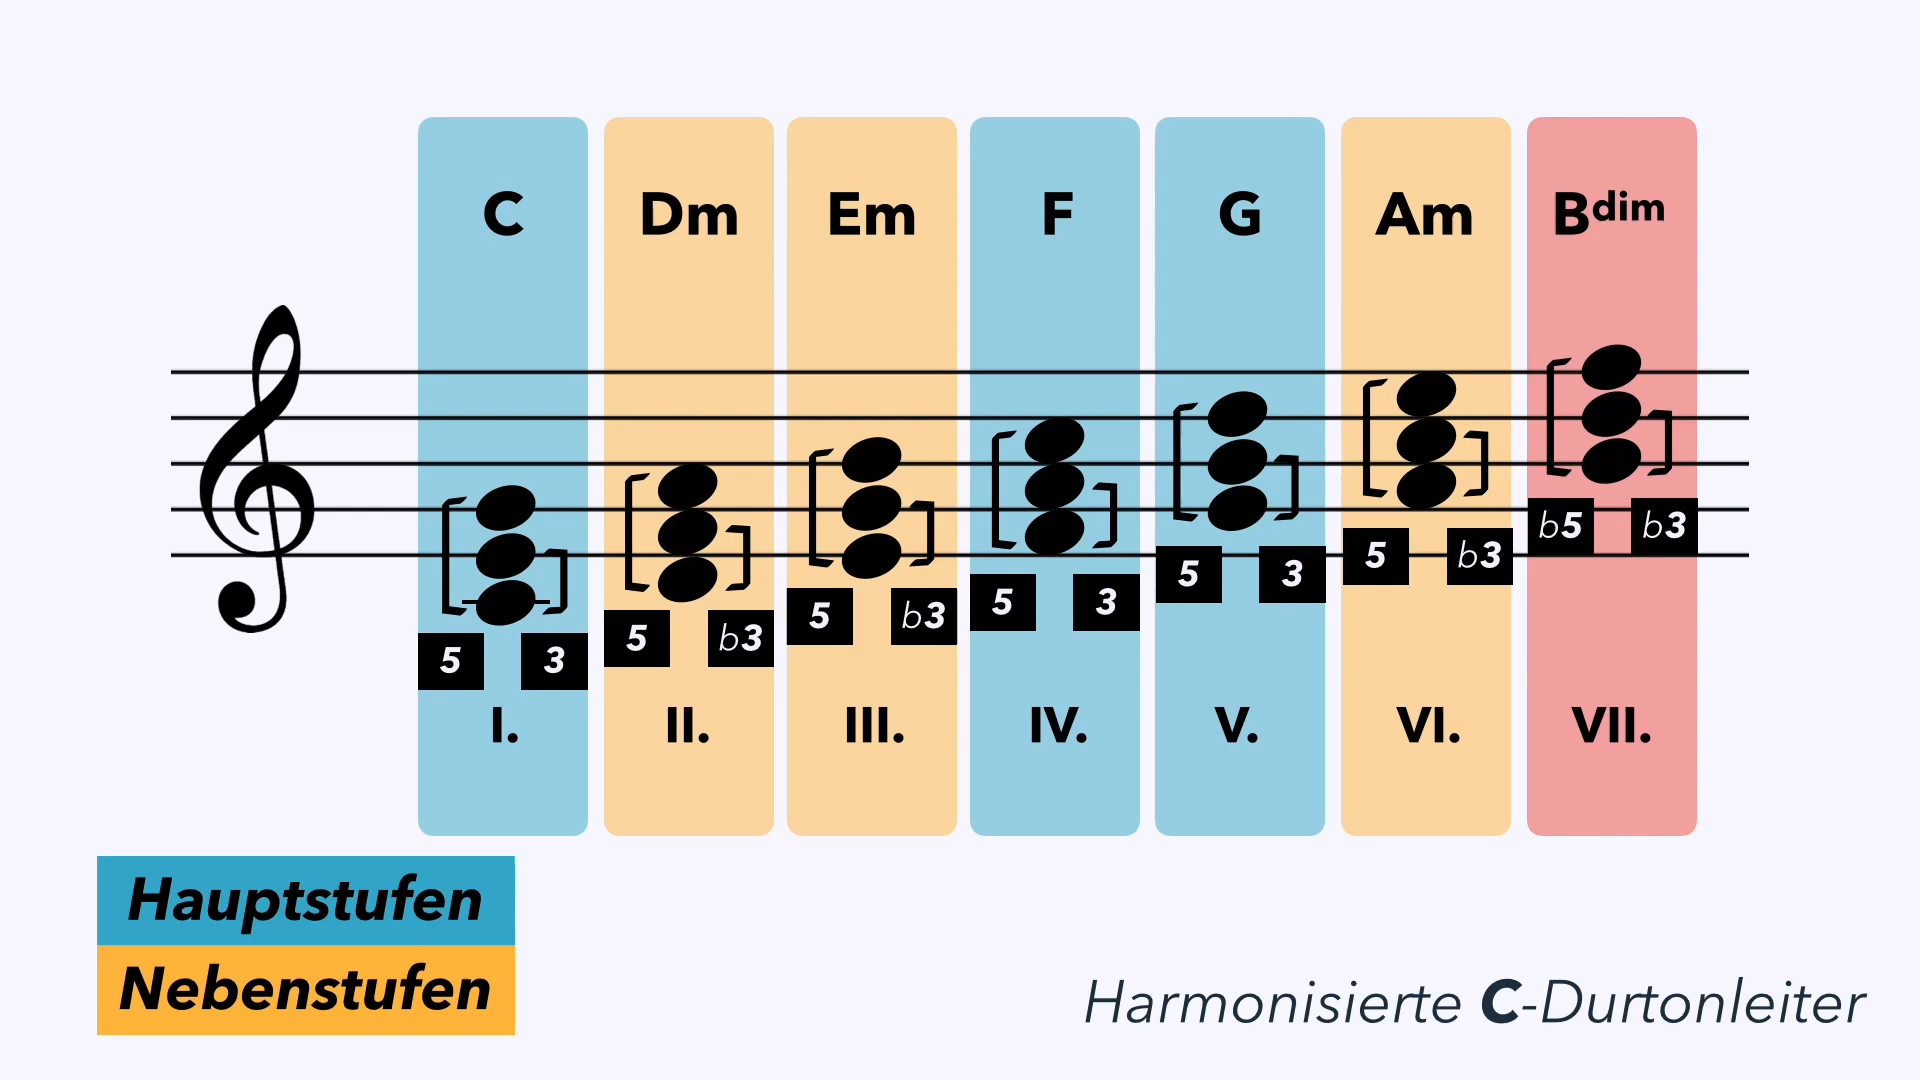 C Dm Em F G Am Bdim
5 3 5 b3 5 b3 5 3 5 3 5 b3 b5 b3
I. II. III. IV. V. VI. VII.
Hauptstufen
Nebenstufen
Harmonisierte C-Durtonleiter